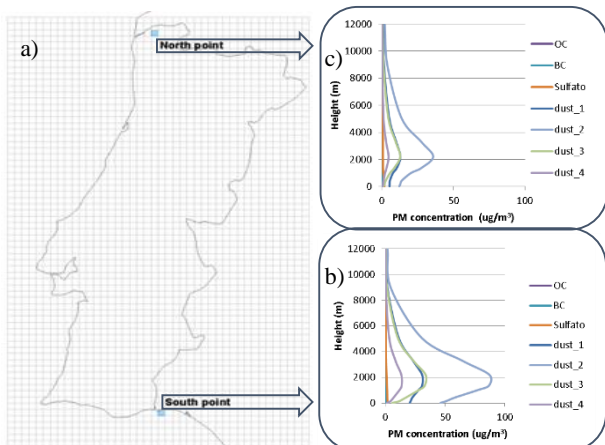 a)
North point
South point
c)
12000
10000
8000
6000
4000
2000
0
Height (m)
0 50 100
PM concentration (ug/m³)
OC
BC
Sulfato
dust_1
dust_2
dust_3
dust_4
b)
12000
10000
8000
6000
4000
2000
0
Height (m)
0 50 100
PM concentration (ug/m³)
OC
BC
Sulfato
dust_1
dust_2
dust_3
dust_4